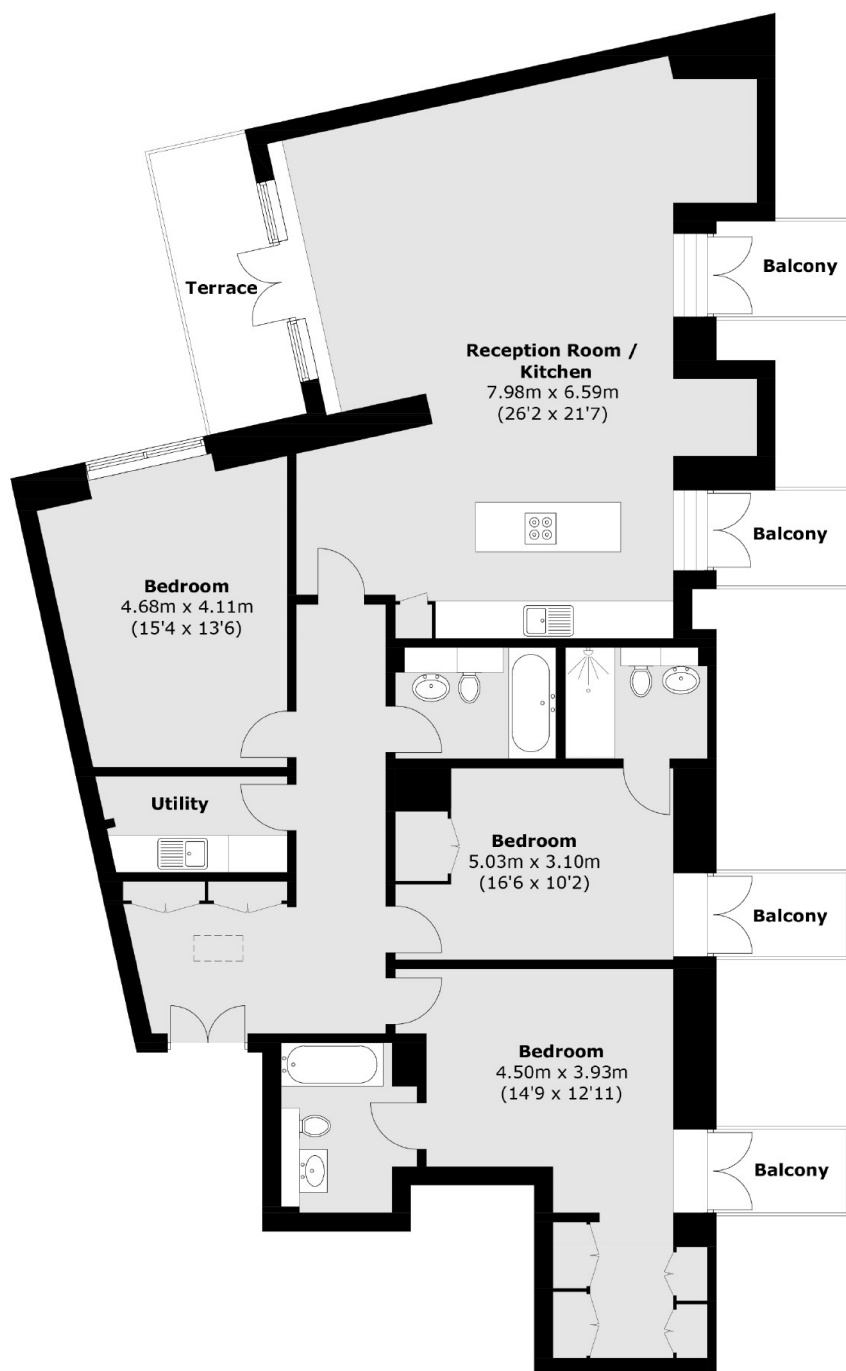 Terrace
Balcony
Reception Room /
Kitchen
7.98m x 6.59m
(26'2 x 21'7)
Balcony
Bedroom
4.68m x 4.11m
(15'4 x 13'6)
Utility
Bedroom
5.03m x 3.10m
(16'6 x 10'2)
Balcony
Bedroom
4.50m x 3.93m
(14'9 x 12'11)
Balcony